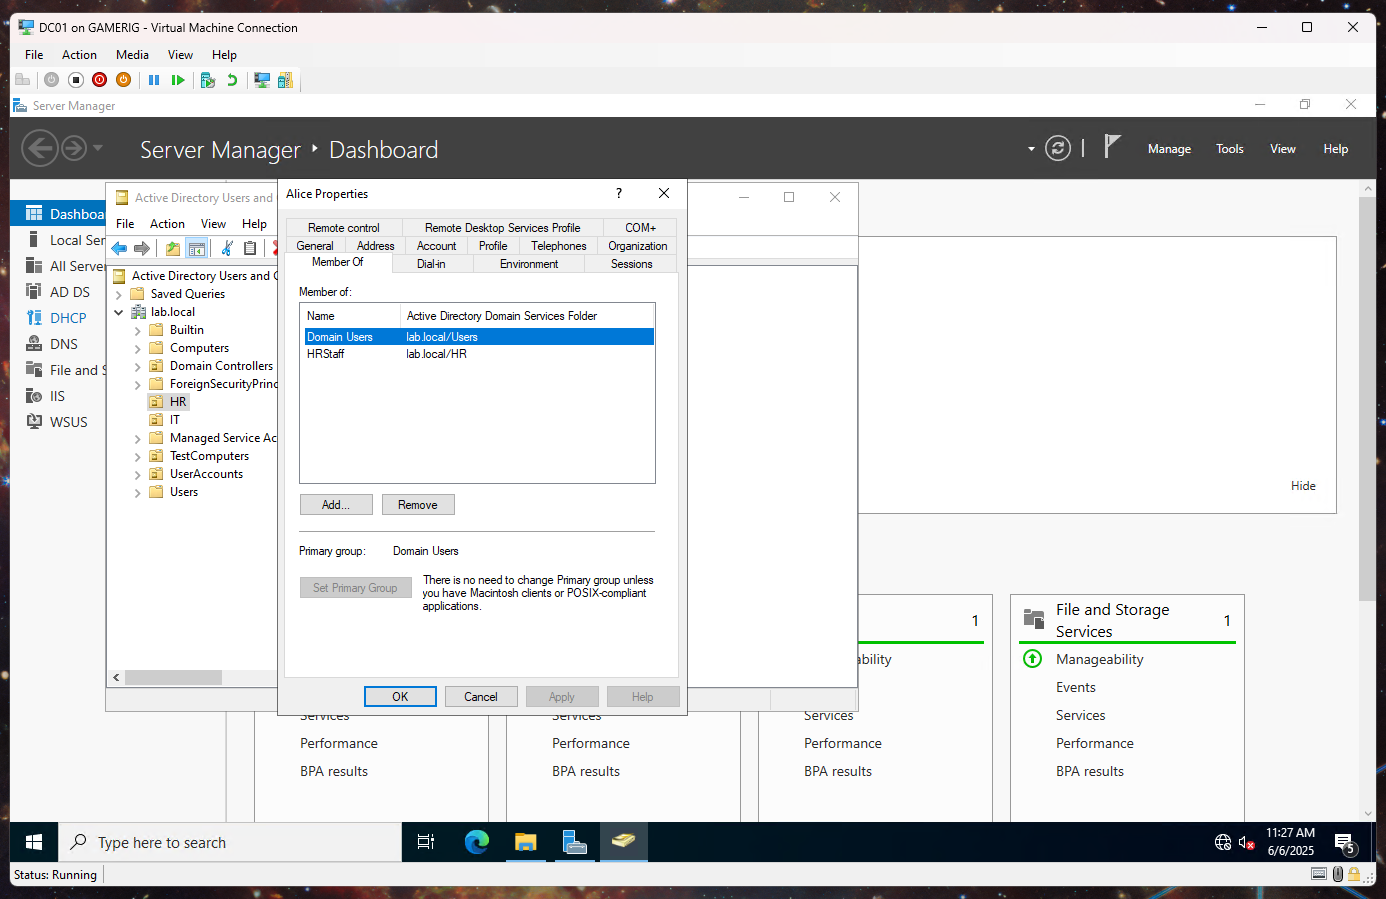 DC01 on GAMERIG - Virtual Machine Connection
File Action Media View Help
Server Manager
Server Manager Dashboard
Manage Tools View Help
Dashboa
Local Ser
All Server
AD DS
DHCP
DNS
File and S
IIS
WSUS
Active Directory Users and
File Action View Help
Active Directory Users and C
Saved Queries
lab.local
Builtin
Computers
Domain Controllers
ForeignSecurityPrinc
HR
IT
Managed Service Ac
TestComputers
UserAccounts
Users
Alice Properties
?
Remote control Remote Desktop Services Profile COM+
General Address Account Profile Telephones Organization
Member Of Dial-in Environment Sessions
Member of:
Name Active Directory Domain Services Folder
Domain Users lab.local/Users
HRStaff lab.local/HR
Add... Remove
Primary group: Domain Users
Set Primary Group
There is no need to change Primary group unless
you have Macintosh clients or POSIX-compliant
applications.
OK Cancel Apply Help
Hide
Services
Performance
BPA results
Services
Performance
BPA results
1
ability
Services
Performance
BPA results
File and Storage
Services
1
Manageability
Events
Services
Performance
BPA results
Type here to search
11:27 AM
6/6/2025
5
Status: Running